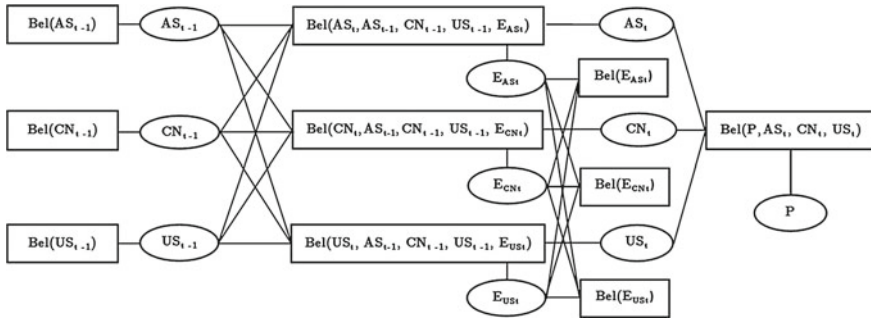 Bel(AS_{t-1}) AS_{t-1} Bel(AS_t, AS_{t-1}, CN_{t-1}, US_{t-1}, E_{ASt}) AS_t
E_{ASt} Bel(E_{ASt})
Bel(CN_{t-1}) CN_{t-1} Bel(CN_t, AS_{t-1}, CN_{t-1}, US_{t-1}, E_{CNt}) CN_t Bel(P, AS_t, CN_t, US_t)
E_{CNt} Bel(E_{CNt})
P
Bel(US_{t-1}) US_{t-1} Bel(US_t, AS_{t-1}, CN_{t-1}, US_{t-1}, E_{USt}) US_t
E_{USt} Bel(E_{USt})